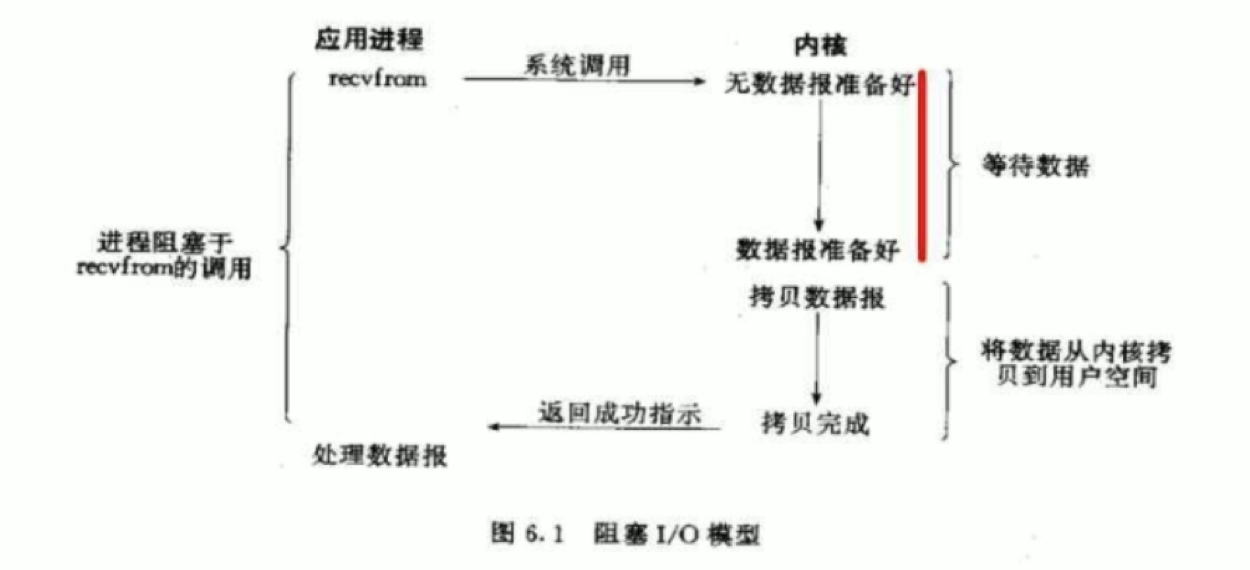 应用进程
内核
recvfrom
系统调用
无数据报准备好
等待数据
进程阻塞于
recvfrom的调用
数据报准备好
拷贝数据报
将数据从内核拷
贝到用户空间
返回成功指示
拷贝完成
处理数据报
图 6.1 阻塞 I/O 模型